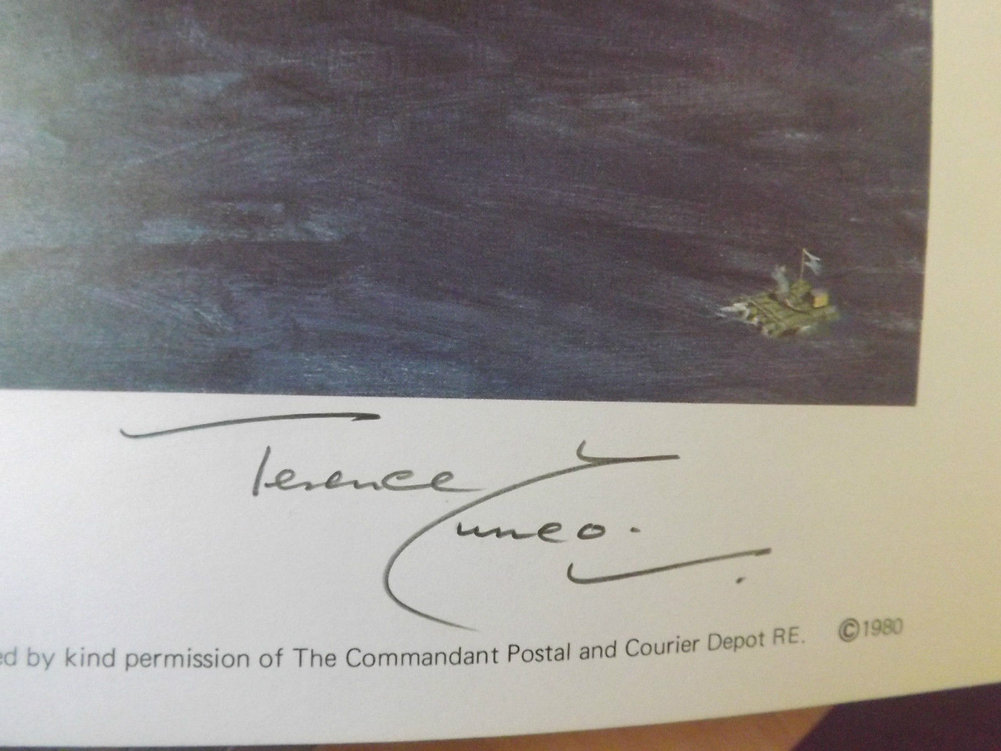 Terence
Cuneo.
ed by kind permission of The Commandant Postal and Courier Depot RE. ©1980